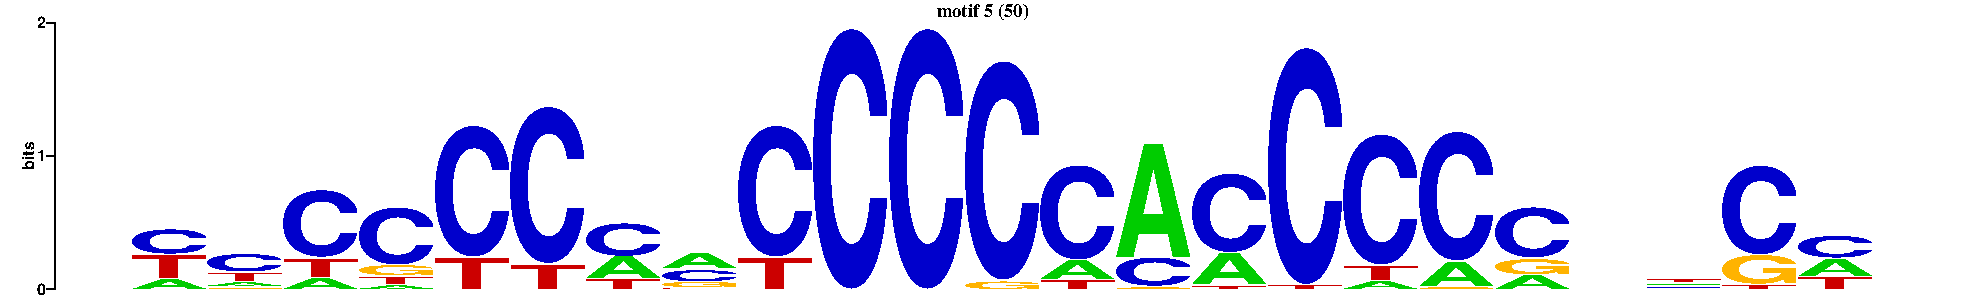 motif 5 (50)
2
bits
1
0
C C C C C C C A C C C C C A C C C C C C C
T T T G T T A C T G A C A T T A G G A
A A A T T G T T A A T T